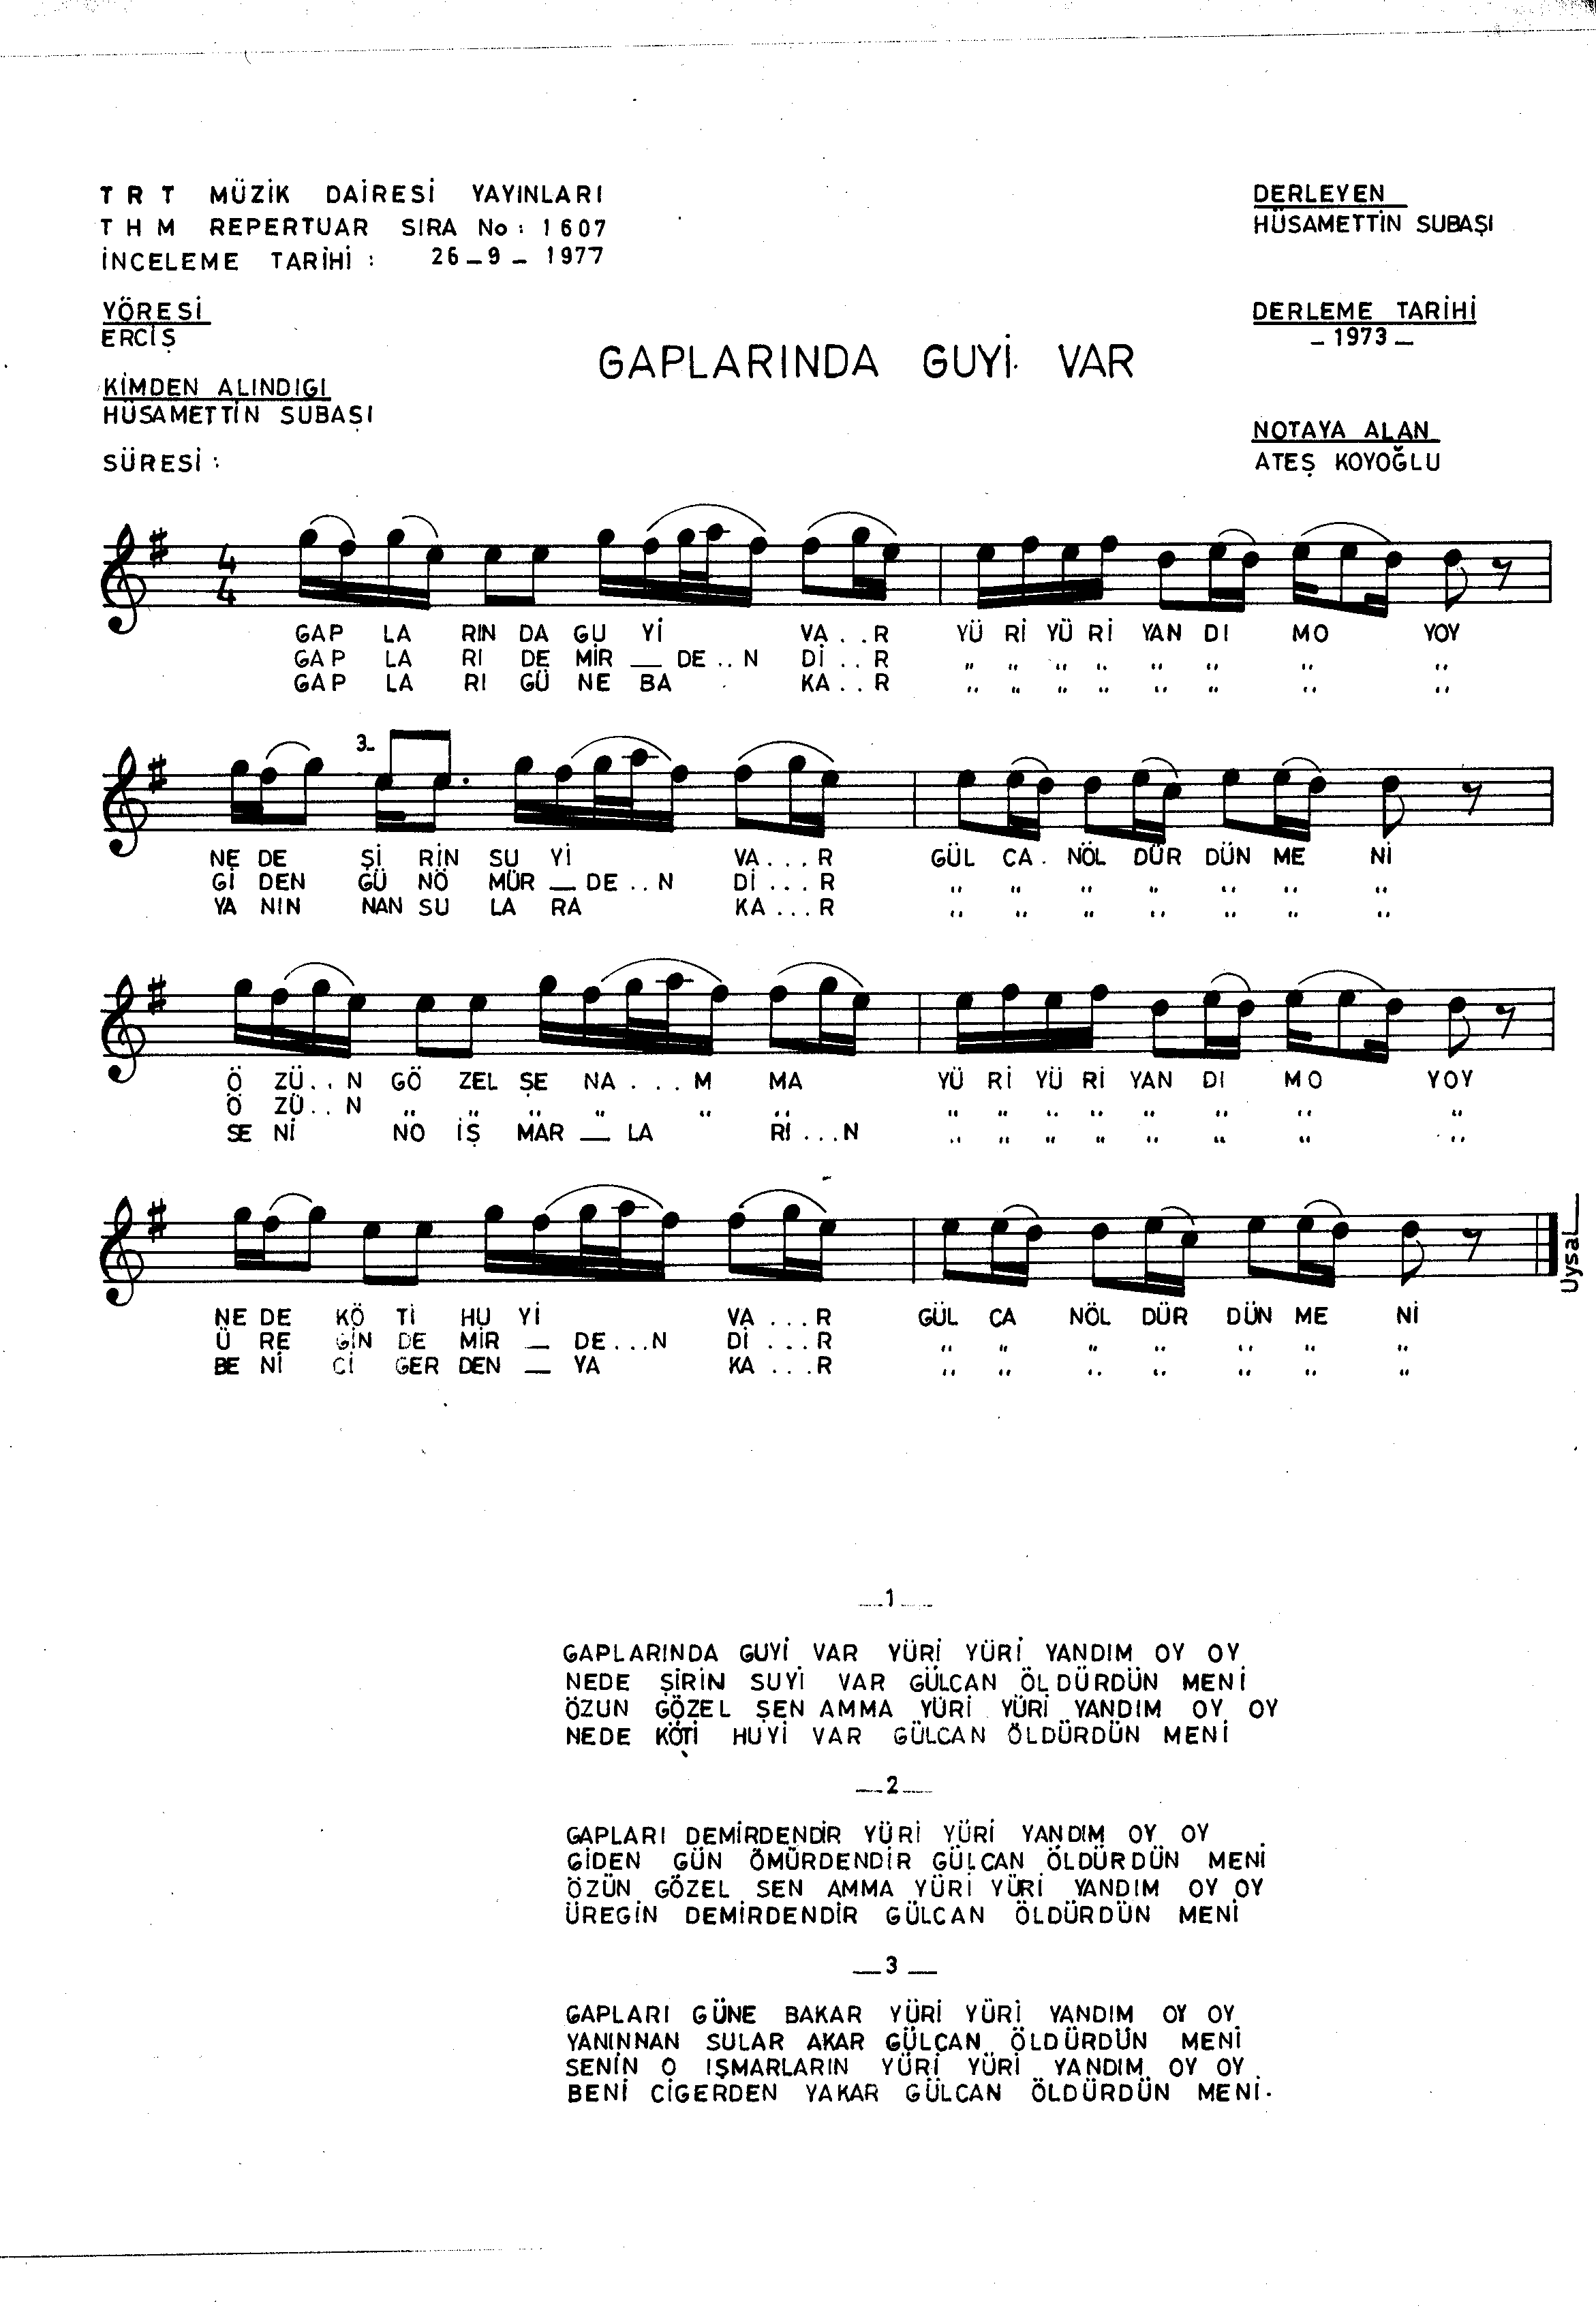 TRT MÜZİK DAİRESİ YAYINLARI
THM REPERTUAR SIRA No: 1607
İNCELEME TARİHİ: 26-9-1977
YÖRESİ
ERCİŞ
KİMDEN ALINDIGI
HÜSAMETTİN SUBAŞI
SÜRESİ:
DERLEYEN
HÜSAMETTİN SUBAŞI
DERLEME TARİHİ
_ 1973 _
GAPLARINDA GUYİ VAR
NOTAYA ALAN
ATEŞ KOYOĞLU
4
4
GAP LA RIN DA GU Yİ VA..R YÜ Rİ YÜ Rİ YAN DI MO YOY
GAP LA RI DE MİR _ DE..N Dİ..R " " " " " " " "
GAP LA RI GÜ NE BA KA..R " " " " " " " "
3-
NE DE Şİ RİN SU Yİ VA...R GÜL CA. NÖL DÜR DÜN ME Nİ
Gİ DEN GÜ NÖ MÜR _ DE..N Dİ...R " " " " " " "
YA NIN NAN SU LA RA KA...R " " " " " " "
Ö ZÜ..N GÖ ZEL SE NA...M MA YÜ Rİ YÜ Rİ YAN DI MO YOY
Ö ZÜ..N " " " " " " " " " " " " " "
SE Nİ NO İŞ MAR _ LA RI...N " " " " " " " "
NE DE KÖ Tİ HU Yİ VA...R GÜL CA NÖL DÜR DÜN ME Nİ
Ü RE GİN DE MİR _ DE...N Dİ...R " " " " " " "
BE Nİ Cİ GER DEN _ YA KA...R " " " " " " "
Uysal
_1_
GAPLARINDA GUYİ VAR YÜRİ YÜRİ YANDIM OY OY
NEDE ŞİRİN SUYİ VAR GÜLCAN ÖLDÜRDÜN MENİ
ÖZUN GÖZEL SEN AMMA YÜRİ YÜRİ YANDIM OY OY
NEDE KÖTİ HUYİ VAR GÜLCAN ÖLDÜRDÜN MENİ
_2_
GAPLARI DEMİRDENDİR YÜRİ YÜRİ YANDIM OY OY
GİDEN GÜN ÖMÜRDENDİR GÜLCAN ÖLDÜRDÜN MENİ
ÖZÜN GÖZEL SEN AMMA YÜRİ YÜRİ YANDIM OY OY
ÜREGİN DEMİRDENDİR GÜLCAN ÖLDÜRDÜN MENİ
_3_
GAPLARI GÜNE BAKAR YÜRİ YÜRİ YANDIM OY OY
YANINNAN SULAR AKAR GÜLCAN ÖLDÜRDÜN MENİ
SENİN O IŞMARLARIN YÜRİ YÜRİ YANDIM OY OY
BENİ CİGERDEN YAKAR GÜLCAN ÖLDÜRDÜN MENİ.